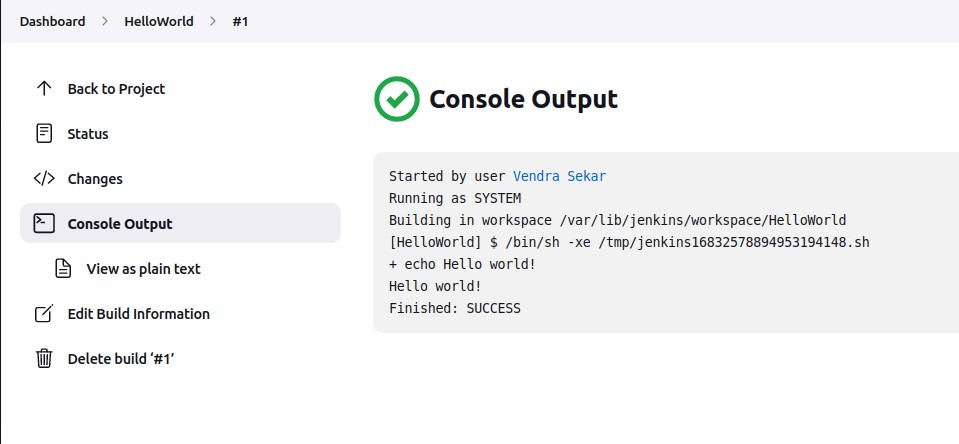 Dashboard > HelloWorld > #1
Back to Project
Status
Changes
Console Output
View as plain text
Edit Build Information
Delete build ‘#1’
Console Output
Started by user Vendra Sekar
Running as SYSTEM
Building in workspace /var/lib/jenkins/workspace/HelloWorld
[HelloWorld] $ /bin/sh -xe /tmp/jenkins16832578894953194148.sh
+ echo Hello world!
Hello world!
Finished: SUCCESS